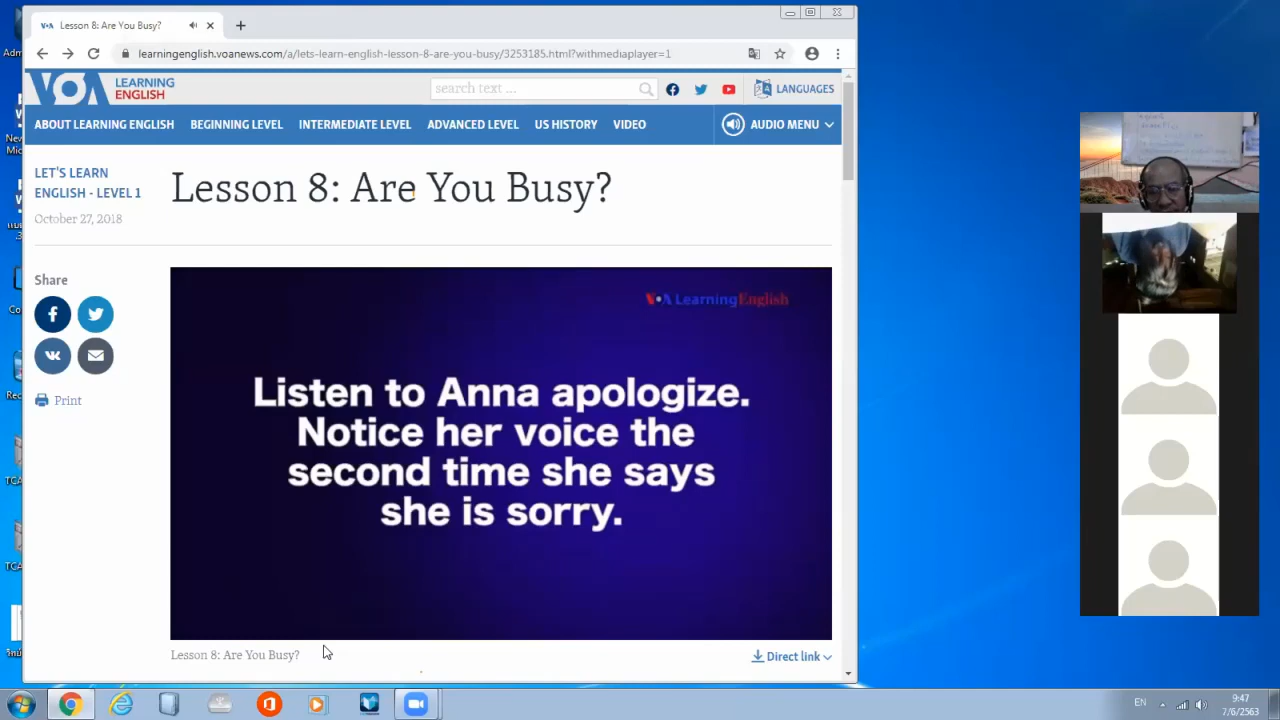 Lesson 8: Are You Busy?
learningenglish.voanews.com/a/lets-learn-english-lesson-8-are-you-busy/3253185.html?withmediaplayer=1
VOA LEARNING ENGLISH
search text ...
LANGUAGES
ABOUT LEARNING ENGLISH BEGINNING LEVEL INTERMEDIATE LEVEL ADVANCED LEVEL US HISTORY VIDEO AUDIO MENU
LET'S LEARN
ENGLISH - LEVEL 1
October 27, 2018
Lesson 8: Are You Busy?
Share
Print
VOA Learning English
Listen to Anna apologize.
Notice her voice the
second time she says
she is sorry.
Lesson 8: Are You Busy?
Direct link
EN
9:47
7/6/2563